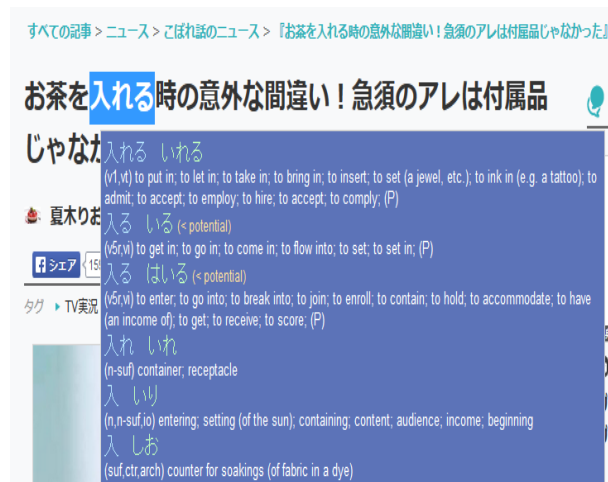 すべての記事 > ニュース > こぼれ話のニュース > 『お茶を入れる時の意外な間違い！急須のアレは付属品じゃなかった』
お茶を入れる時の意外な間違い！急須のアレは付属品
じゃなか
夏木りお
シェア
タグ
TV実況
入れる いれる
(v1,vt) to put in; to let in; to take in; to bring in; to insert; to set (a jewel, etc.); to ink in (e.g. a tattoo); to
admit; to accept; to employ; to hire; to accept; to comply; (P)
入る いる (< potential)
(v5r,vi) to get in; to go in; to come in; to flow into; to set; to set in; (P)
入る はいる (< potential)
(v5r,vi) to enter; to go into; to break into; to join; to enroll; to contain; to hold; to accommodate; to have
(an income of); to get; to receive; to score; (P)
入れ いれ
(n-suf) container; receptacle
入 いり
(n,n-suf,io) entering; setting (of the sun); containing; content; audience; income; beginning
入 しお
(suf,ctr,arch) counter for soakings (of fabric in a dye)